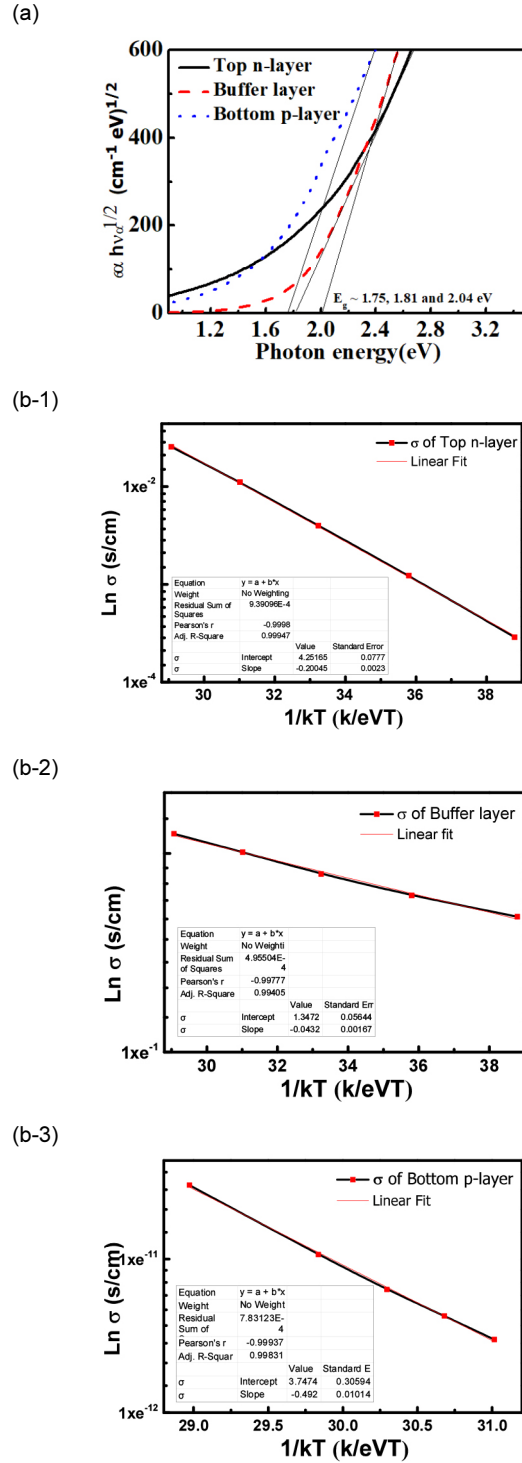 (a)
600
400
200
0
Top n-layer
Buffer layer
Bottom p-layer
E_g ~ 1.75, 1.81 and 2.04 eV
1.2 1.6 2.0 2.4 2.8 3.2
Photon energy(eV)
(b-1)
Ln σ (s/cm)
1xe⁻²
1xe⁻⁴
σ of Top n-layer
Linear Fit
Equation y = a + b*x
Weight No Weighting
Residual Sum of Squares 9.39096E-4
Pearson's r -0.9998
Adj. R-Square 0.99947
Value Standard Error
σ Intercept 4.25165 0.0777
σ Slope -0.20045 0.0023
30 32 34 36 38
1/kT (k/eVT)
(b-2)
Ln σ (s/cm)
1xe⁻¹
σ of Buffer layer
Linear fit
Equation y = a + b*x
Weight No Weighti
Residual Sum of Squares 4.95504E-4
Pearson's r -0.99777
Adj. R-Square 0.99405
Value Standard Err
σ Intercept 1.3472 0.05644
σ Slope -0.0432 0.00167
30 32 34 36 38
1/kT (k/eVT)
(b-3)
Ln σ (s/cm)
1xe⁻¹¹
1xe⁻¹²
σ of Bottom p-layer
Linear Fit
Equation y = a + b*x
Weight No Weight
Residual Sum of 7.83123E-4
Pearson's r -0.99937
Adj. R-Squar 0.99831
Value Standard E
σ Intercept 3.7474 0.30594
σ Slope -0.492 0.01014
29.0 29.5 30.0 30.5 31.0
1/kT (k/eVT)